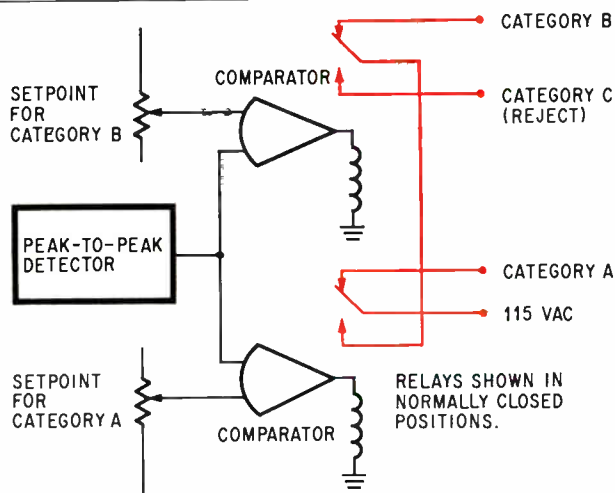 CATEGORY B
COMPARATOR
SETPOINT
FOR
CATEGORY B
CATEGORY C
(REJECT)
PEAK-TO-PEAK
DETECTOR
CATEGORY A
115 VAC
SETPOINT
FOR
CATEGORY A
COMPARATOR
RELAYS SHOWN IN
NORMALLY CLOSED
POSITIONS.